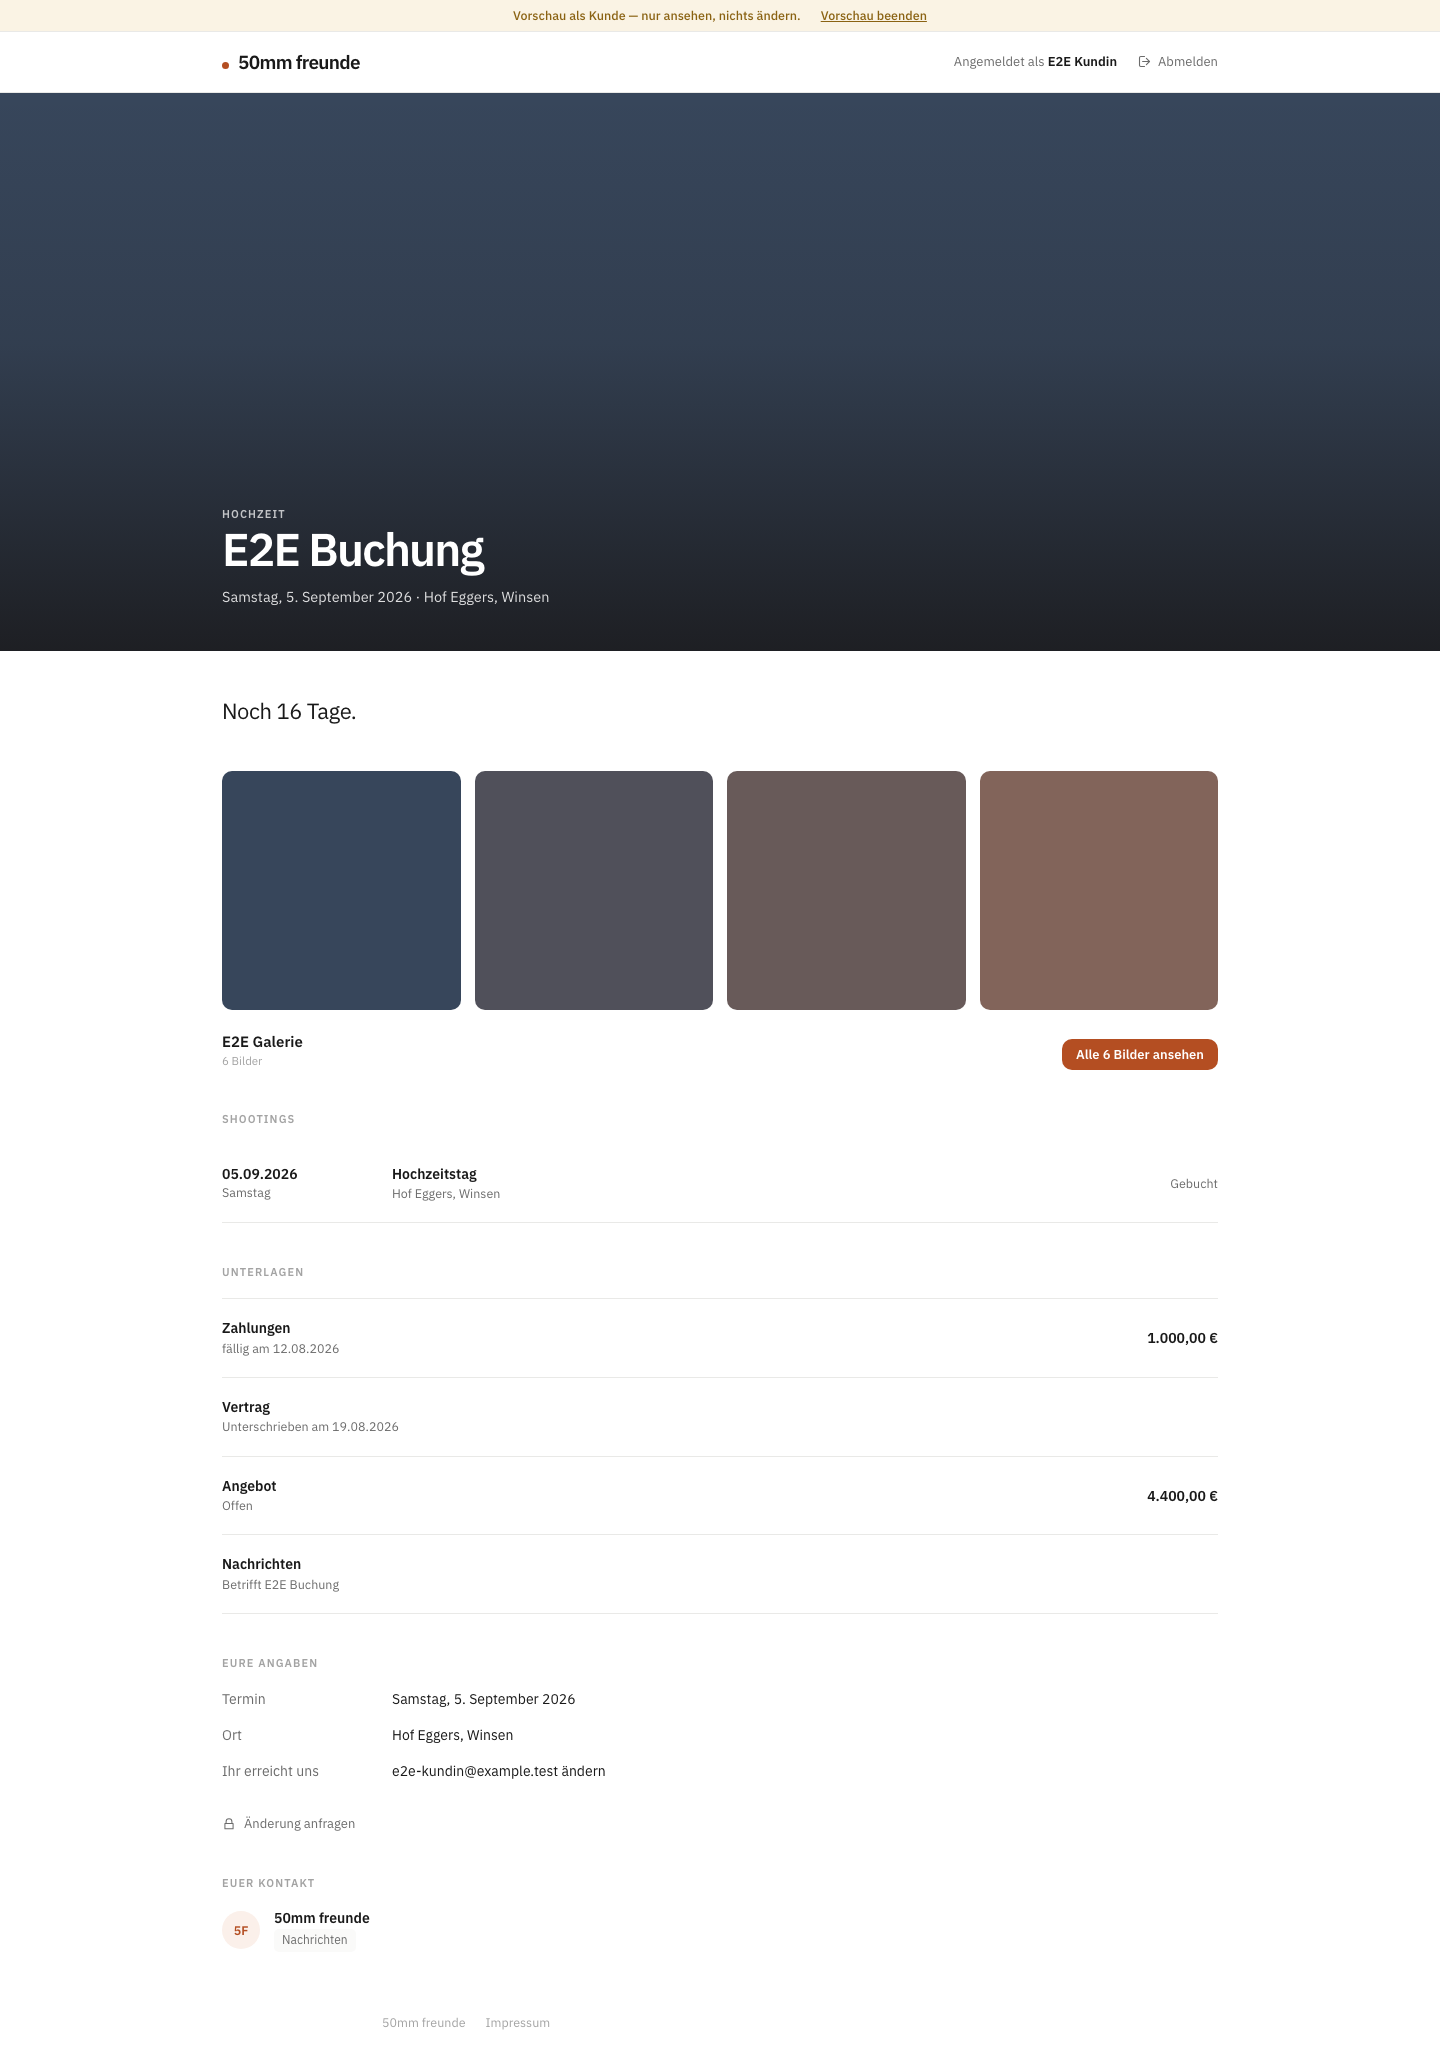 Vorschau als Kunde — nur ansehen, nichts ändern. Vorschau beenden
50mm freunde
Angemeldet als E2E Kundin Abmelden
HOCHZEIT
E2E Buchung
Samstag, 5. September 2026 · Hof Eggers, Winsen
Noch 16 Tage.
E2E Galerie
6 Bilder
Alle 6 Bilder ansehen
SHOOTINGS
05.09.2026
Samstag
Hochzeitstag
Hof Eggers, Winsen
Gebucht
UNTERLAGEN
Zahlungen
fällig am 12.08.2026
1.000,00 €
Vertrag
Unterschrieben am 19.08.2026
Angebot
Offen
4.400,00 €
Nachrichten
Betrifft E2E Buchung
EURE ANGABEN
Termin Samstag, 5. September 2026
Ort Hof Eggers, Winsen
Ihr erreicht uns e2e-kundin@example.test ändern
Änderung anfragen
EUER KONTAKT
5F
50mm freunde
Nachrichten
50mm freunde Impressum